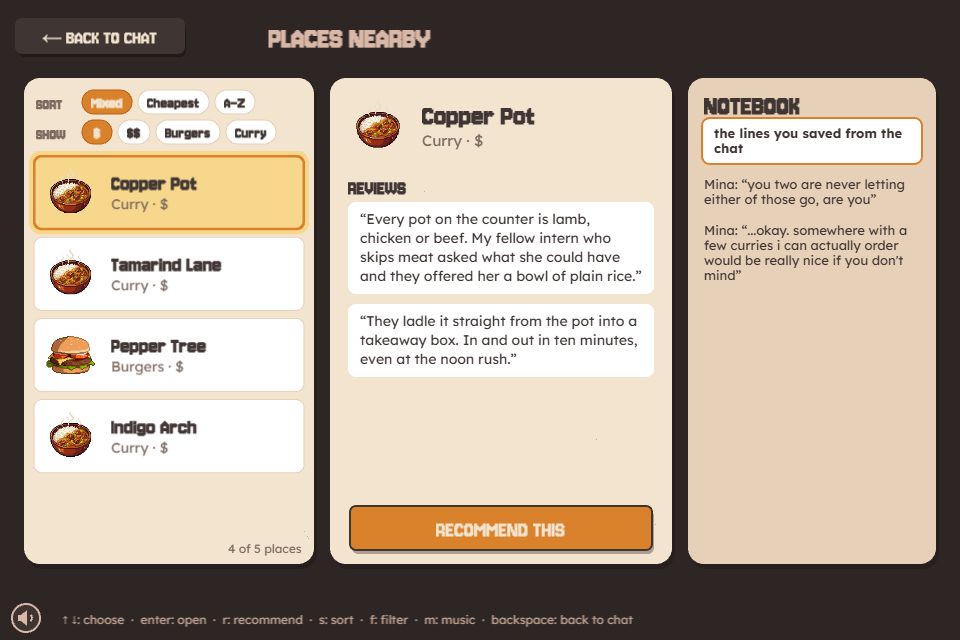 ← BACK TO CHAT
PLACES NEARBY
SORT Mixed Cheapest A-Z
SHOW $ $$ Burgers Curry
Copper Pot
Curry · $
Tamarind Lane
Curry · $
Pepper Tree
Burgers · $
Indigo Arch
Curry · $
4 of 5 places
Copper Pot
Curry · $
REVIEWS
“Every pot on the counter is lamb,
chicken or beef. My fellow intern who
skips meat asked what she could have
and they offered her a bowl of plain rice.”
“They ladle it straight from the pot into a
takeaway box. In and out in ten minutes,
even at the noon rush.”
RECOMMEND THIS
NOTEBOOK
the lines you saved from the
chat
Mina: “you two are never letting
either of those go, are you”
Mina: “...okay. somewhere with a
few curries i can actually order
would be really nice if you don't
mind”
↑ ↓: choose · enter: open · r: recommend · s: sort · f: filter · m: music · backspace: back to chat